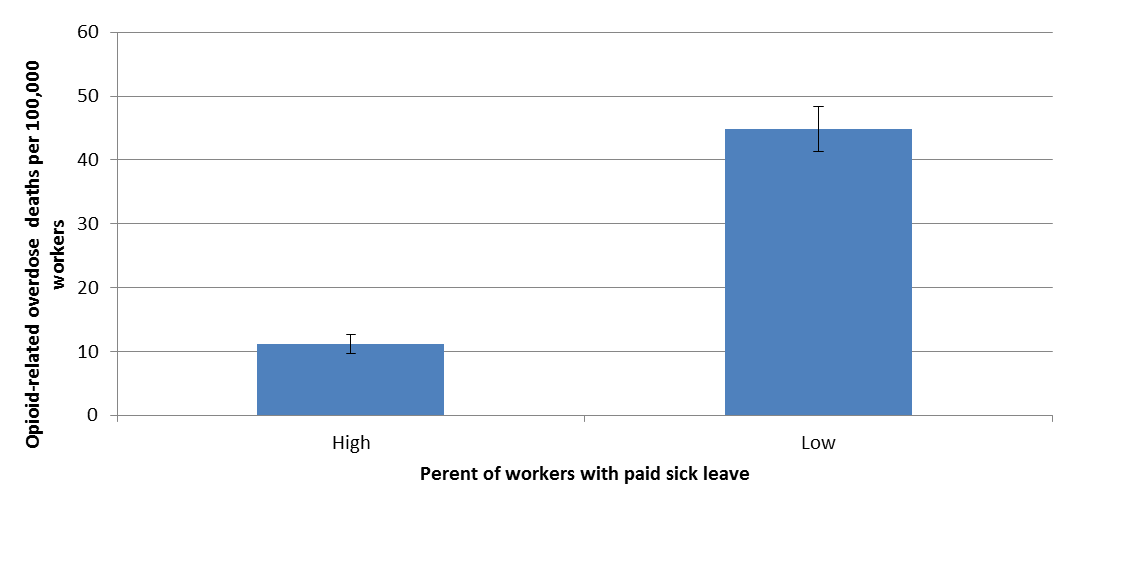 Opioid-related overdose deaths per 100,000
workers
60
50
40
30
20
10
0
High
Low
Perent of workers with paid sick leave